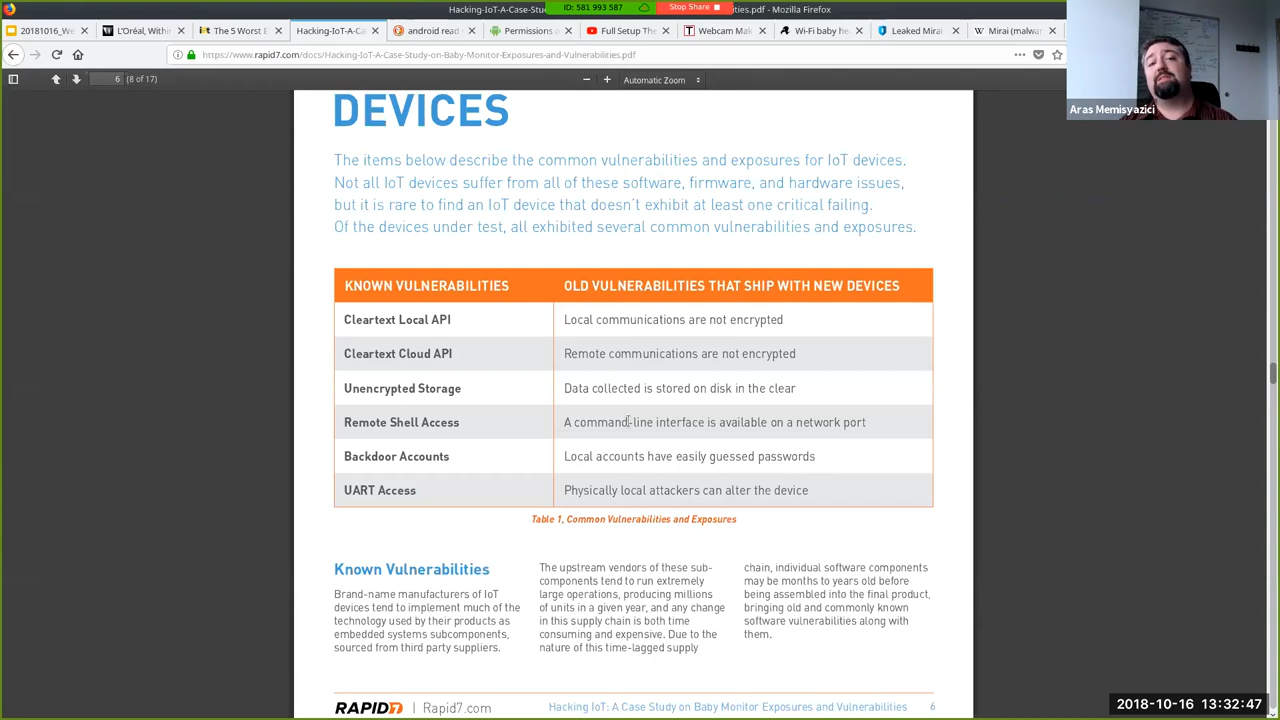 Hacking-IoT-A-Case-Stu
ities.pdf - Mozilla Firefox
ID: 581 993 587
Stop Share
20181016_We
L'Oréal, Withi
The 5 Worst E
Hacking-IoT-A-Ca
android read
Permissions o
Full Setup The
Webcam Mak
Wi-Fi baby he
Leaked Mirai
Mirai (malwar
https://www.rapid7.com/docs/Hacking-IoT-A-Case-Study-on-Baby-Monitor-Exposures-and-Vulnerabilities.pdf
6 (8 of 17)
Automatic Zoom
Aras Memisyazici
DEVICES
The items below describe the common vulnerabilities and exposures for IoT devices.
Not all IoT devices suffer from all of these software, firmware, and hardware issues,
but it is rare to find an IoT device that doesn't exhibit at least one critical failing.
Of the devices under test, all exhibited several common vulnerabilities and exposures.
KNOWN VULNERABILITIES OLD VULNERABILITIES THAT SHIP WITH NEW DEVICES
Cleartext Local API Local communications are not encrypted
Cleartext Cloud API Remote communications are not encrypted
Unencrypted Storage Data collected is stored on disk in the clear
Remote Shell Access A command-line interface is available on a network port
Backdoor Accounts Local accounts have easily guessed passwords
UART Access Physically local attackers can alter the device
Table 1, Common Vulnerabilities and Exposures
Known Vulnerabilities
Brand-name manufacturers of IoT
devices tend to implement much of the
technology used by their products as
embedded systems subcomponents,
sourced from third party suppliers.
The upstream vendors of these sub-
components tend to run extremely
large operations, producing millions
of units in a given year, and any change
in this supply chain is both time
consuming and expensive. Due to the
nature of this time-lagged supply
chain, individual software components
may be months to years old before
being assembled into the final product,
bringing old and commonly known
software vulnerabilities along with
them.
RAPID7 | Rapid7.com
Hacking IoT: A Case Study on Baby Monitor Exposures and Vulnerabilities 6
2018-10-16 13:32:47